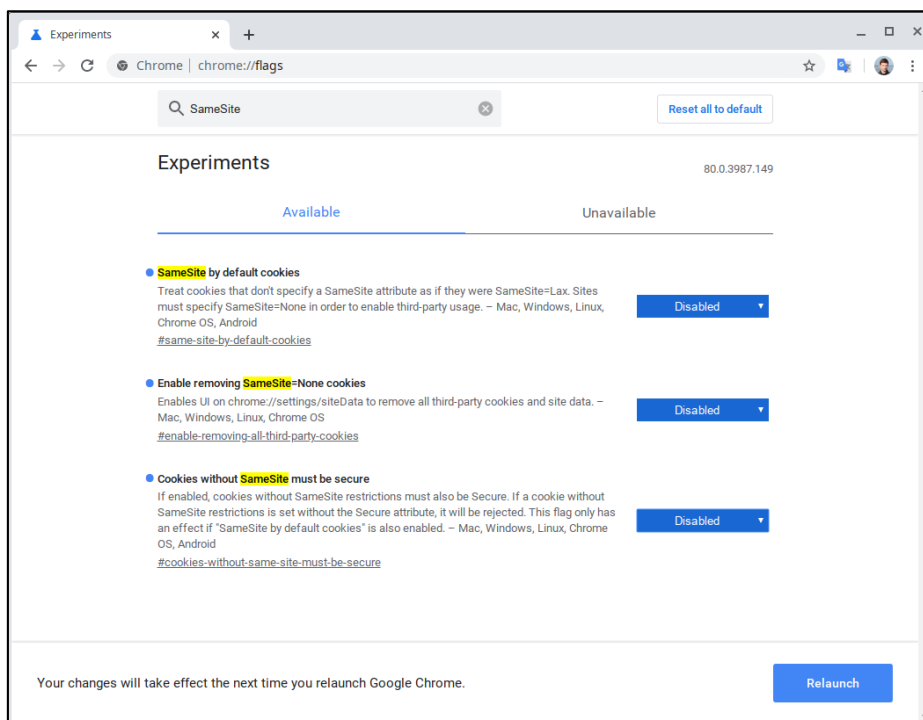 Experiments
Chrome | chrome://flags
SameSite
Reset all to default
Experiments
80.0.3987.149
Available
Unavailable
SameSite by default cookies
Treat cookies that don't specify a SameSite attribute as if they were SameSite=Lax. Sites
must specify SameSite=None in order to enable third-party usage. – Mac, Windows, Linux,
Chrome OS, Android
#same-site-by-default-cookies
Disabled
Enable removing SameSite=None cookies
Enables UI on chrome://settings/siteData to remove all third-party cookies and site data. –
Mac, Windows, Linux, Chrome OS
#enable-removing-all-third-party-cookies
Disabled
Cookies without SameSite must be secure
If enabled, cookies without SameSite restrictions must also be Secure. If a cookie without
SameSite restrictions is set without the Secure attribute, it will be rejected. This flag only has
an effect if "SameSite by default cookies" is also enabled. – Mac, Windows, Linux, Chrome
OS, Android
#cookies-without-same-site-must-be-secure
Disabled
Your changes will take effect the next time you relaunch Google Chrome.
Relaunch